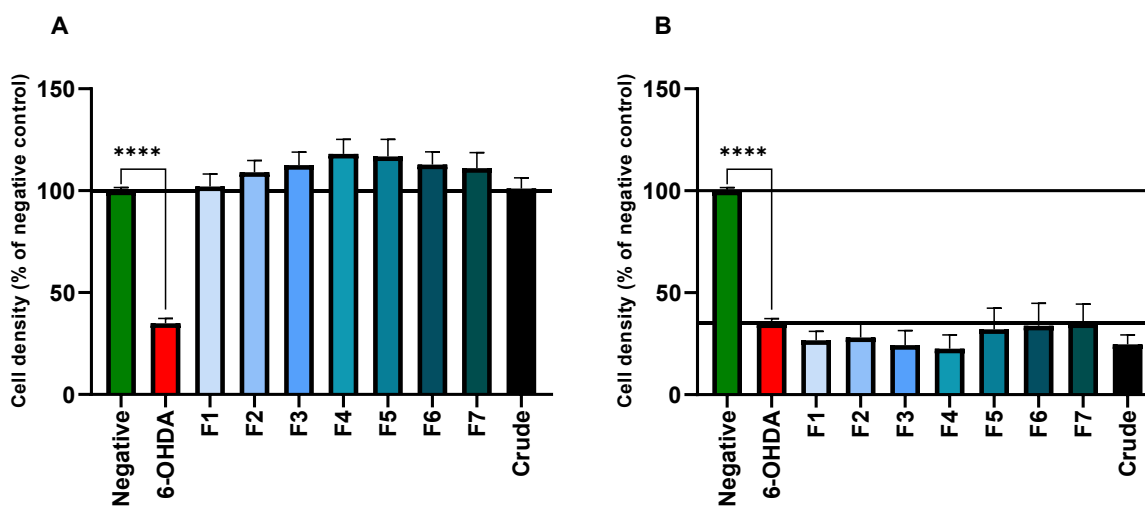 A
Cell density (% of negative control)
150
100
50
0
****
Negative
6-OHDA
F1
F2
F3
F4
F5
F6
F7
Crude
B
Cell density (% of negative control)
150
100
50
0
****
Negative
6-OHDA
F1
F2
F3
F4
F5
F6
F7
Crude